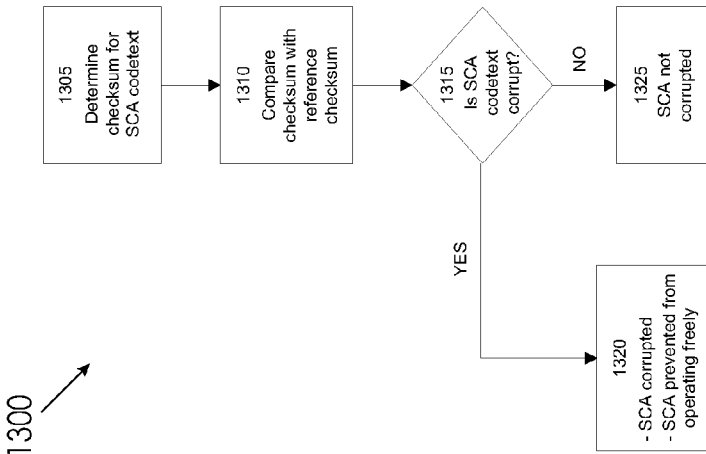 1300
1305
Determine
checksum for
SCA codetext
1310
Compare
checksum with
reference
checksum
1315
Is SCA
codetext
corrupt?
YES
NO
1320
- SCA corrupted
- SCA prevented from
operating freely
1325
SCA not
corrupted